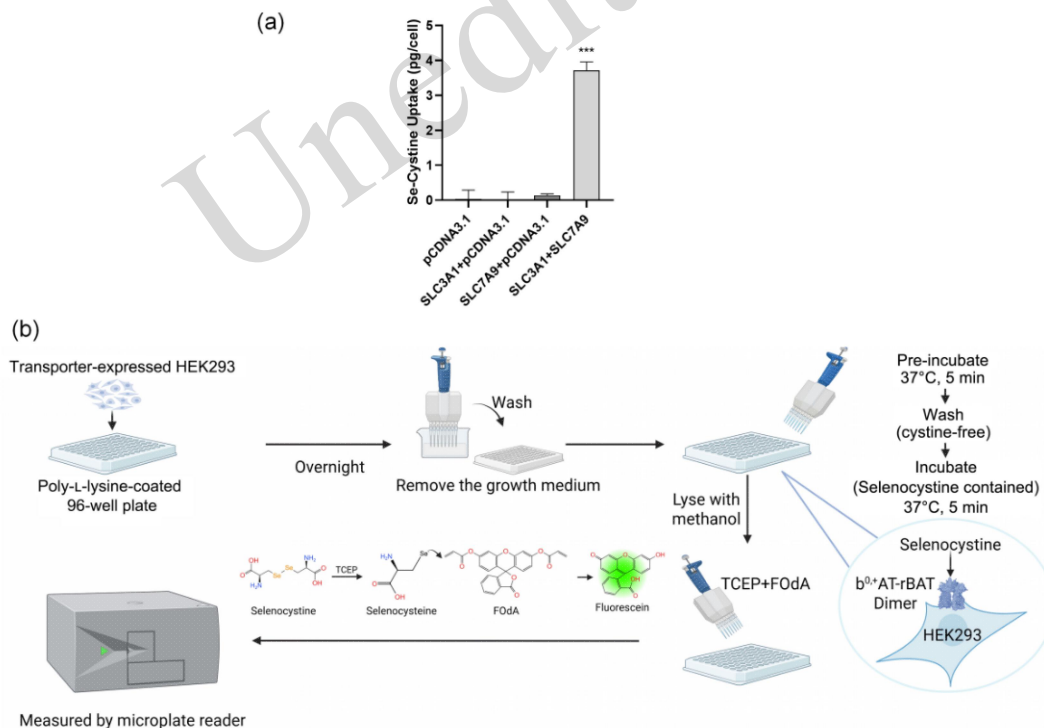 Unedit
(a)
Se-Cystine Uptake (pg/cell)
5
4
3
2
1
0
***
pCDNA3.1
SLC3A1+pCDNA3.1
SLC7A9+pCDNA3.1
SLC3A1+SLC7A9
(b)
Transporter-expressed HEK293
Poly-L-lysine-coated
96-well plate
Overnight
Wash
Remove the growth medium
Pre-incubate
37°C, 5 min
Wash
(cystine-free)
Incubate
(Selenocystine contained)
37°C, 5 min
Lyse with
methanol
Selenocystine
b⁰,⁺AT-rBAT
Dimer
HEK293
TCEP+FOdA
Selenocystine
TCEP
Selenocysteine
FOdA
Fluorescein
Measured by microplate reader